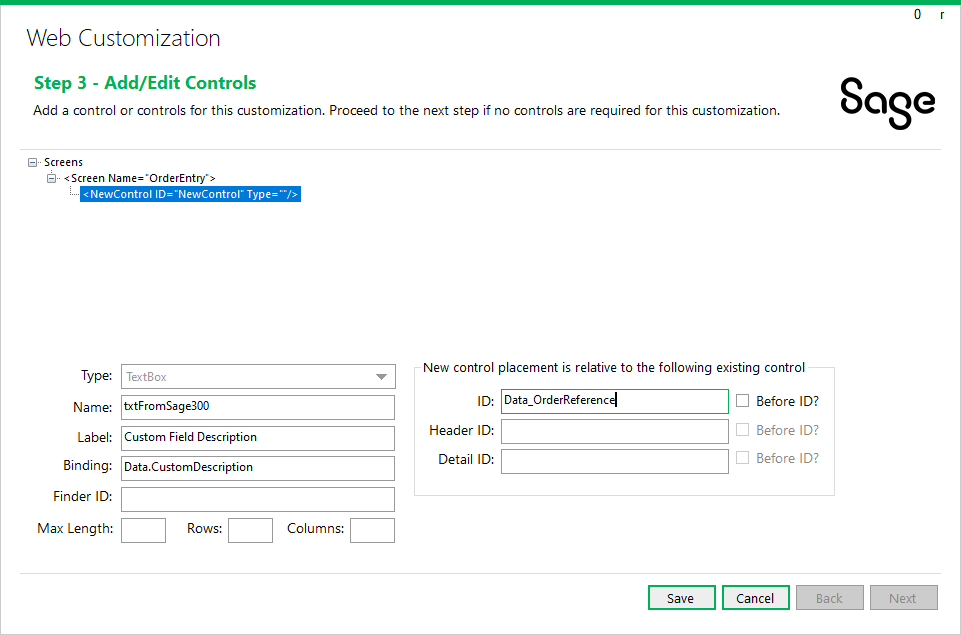 0 r
Web Customization
Step 3 - Add/Edit Controls
Add a control or controls for this customization. Proceed to the next step if no controls are required for this customization.
Sage
Screens
<Screen Name="OrderEntry">
<NewControl ID="NewControl" Type=""/>
Type: TextBox
Name: txtFromSage300
Label: Custom Field Description
Binding: Data.CustomDescription
Finder ID:
Max Length: Rows: Columns:
New control placement is relative to the following existing control
ID: Data_OrderReference Before ID?
Header ID: Before ID?
Detail ID: Before ID?
Save Cancel Back Next